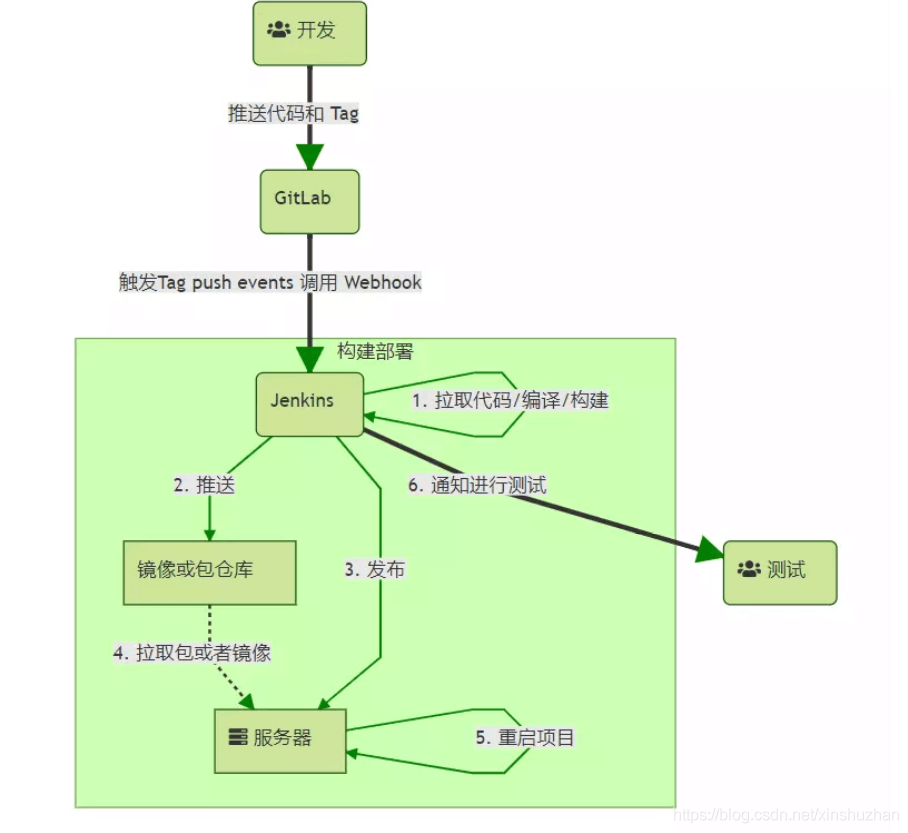 开发
推送代码和 Tag
GitLab
触发Tag push events 调用 Webhook
构建部署
Jenkins
1. 拉取代码/编译/构建
2. 推送
6. 通知进行测试
镜像或包仓库
3. 发布
测试
4. 拉取包或者镜像
服务器
5. 重启项目
https://blog.csdn.net/xinshuzhan